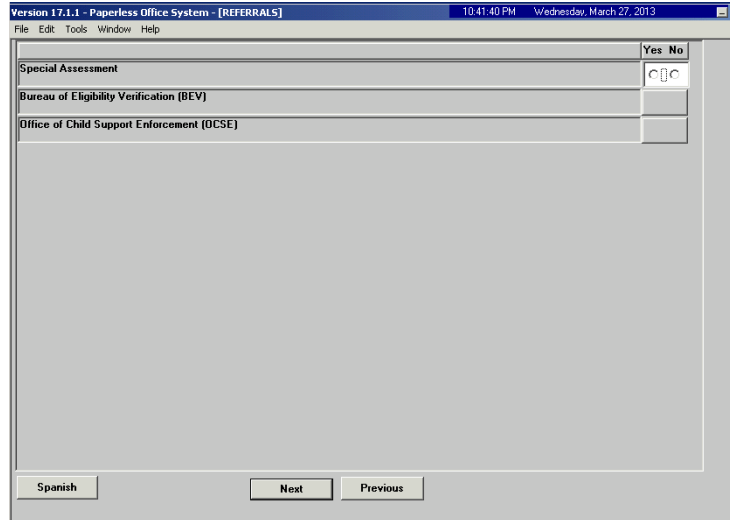 Version 17.1.1 - Paperless Office System - [REFERRALS] 10:41:40 PM Wednesday, March 27, 2013
File Edit Tools Window Help
Yes No
Special Assessment
Bureau of Eligibility Verification (BEV)
Office of Child Support Enforcement (OCSE)
Spanish Next Previous